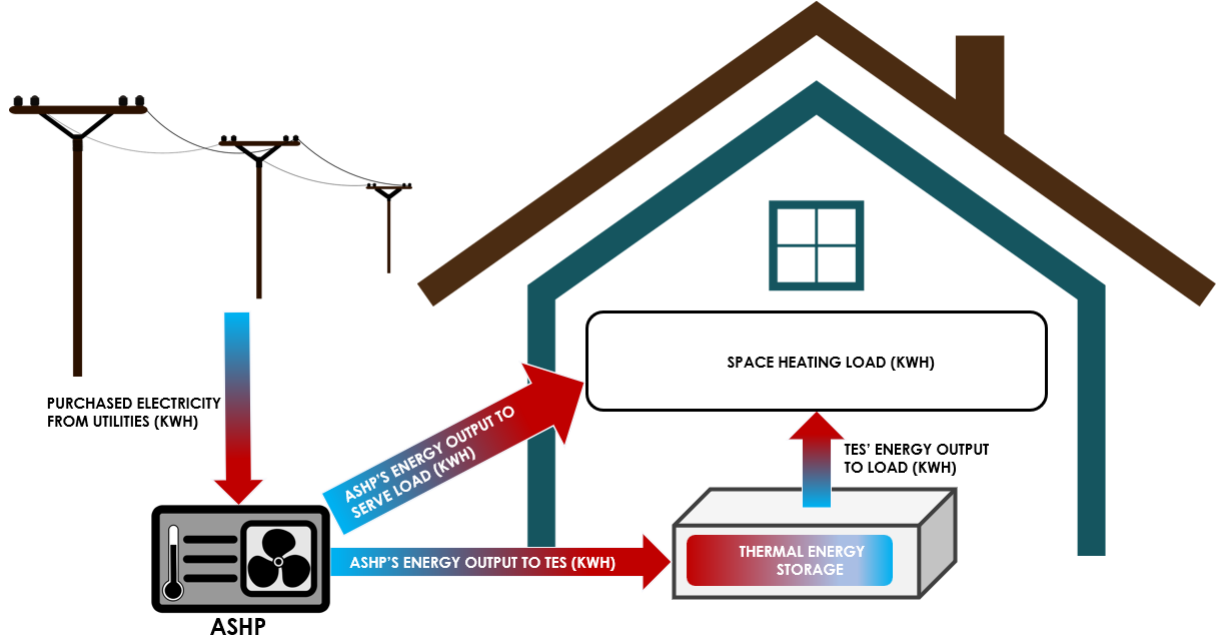 SPACE HEATING LOAD (KWH)
PURCHASED ELECTRICITY
FROM UTILITIES (KWH)
ASHP'S ENERGY OUTPUT TO
SERVE LOAD (KWH)
TES' ENERGY OUTPUT
TO LOAD (KWH)
ASHP'S ENERGY OUTPUT TO TES (KWH)
THERMAL ENERGY
STORAGE
ASHP